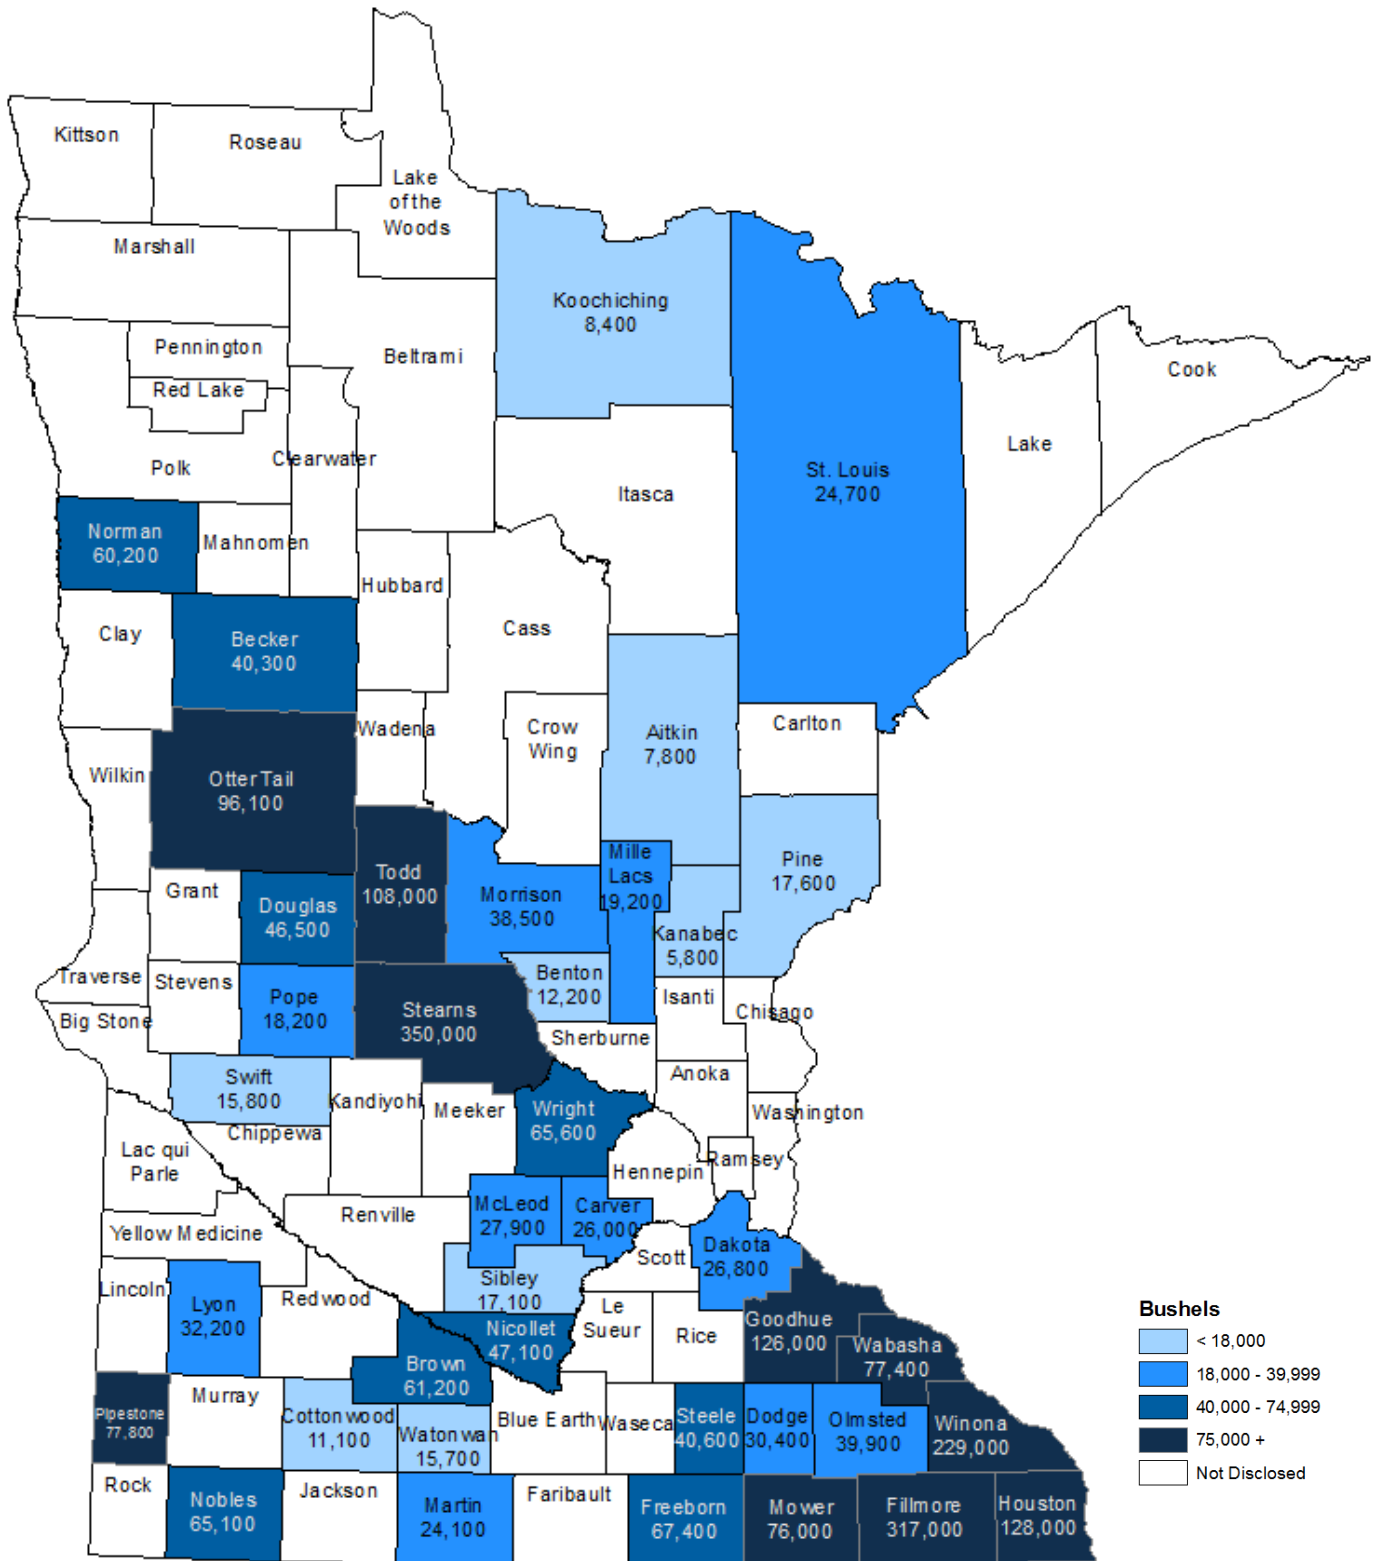 Kittson
Roseau
Lake
of the
Woods
Marshall
Koochiching
8,400
Pennington
Beltrami
Red Lake
Cook
Lake
Clearwater
Polk
St. Louis
24,700
Itasca
Norman
60,200
Mahnomen
Hubbard
Cass
Clay
Becker
40,300
Wadena
Crow
Wing
Aitkin
7,800
Carlton
Wilkin
Otter Tail
96,100
Mille
Lacs
19,200
Pine
17,600
Todd
108,000
Grant
Morrison
38,500
Douglas
46,500
Kanabec
5,800
Traverse
Stevens
Benton
12,200
Pope
18,200
Isanti
Chisago
Stearns
350,000
Big Stone
Sherburne
Anoka
Swift
15,800
Kandiyohi
Meeker
Wright
65,600
Washington
Chippewa
Lac qui
Parle
Hennepin
Ramsey
McLeod
27,900
Carver
26,000
Renville
Yellow Medicine
Scott
Dakota
26,800
Sibley
17,100
Lincoln
Redwood
Lyon
32,200
Le
Sueur
Rice
Goodhue
126,000
Nicollet
47,100
Wabasha
77,400
Brown
61,200
Murray
Pipestone
77,800
Cottonwood
11,100
Watonwan
15,700
Blue Earth
Waseca
Steele
40,600
Dodge
30,400
Olmsted
39,900
Winona
229,000
Rock
Nobles
65,100
Jackson
Martin
24,100
Faribault
Freeborn
67,400
Mower
76,000
Fillmore
317,000
Houston
128,000
Bushels
< 18,000
18,000 - 39,999
40,000 - 74,999
75,000 +
Not Disclosed